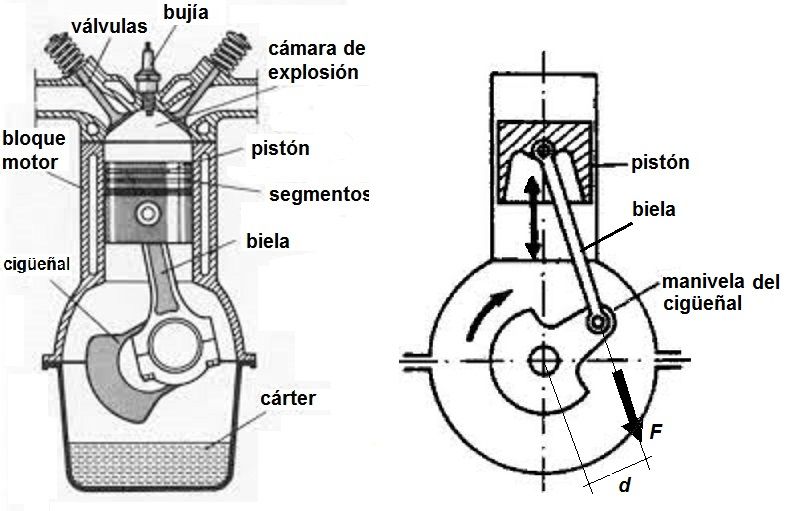 bujía
válvulas
cámara de
explosión
bloque
motor
pistón
segmentos
biela
cigüeñal
cárter
pistón
biela
manivela del
cigüeñal
F
d